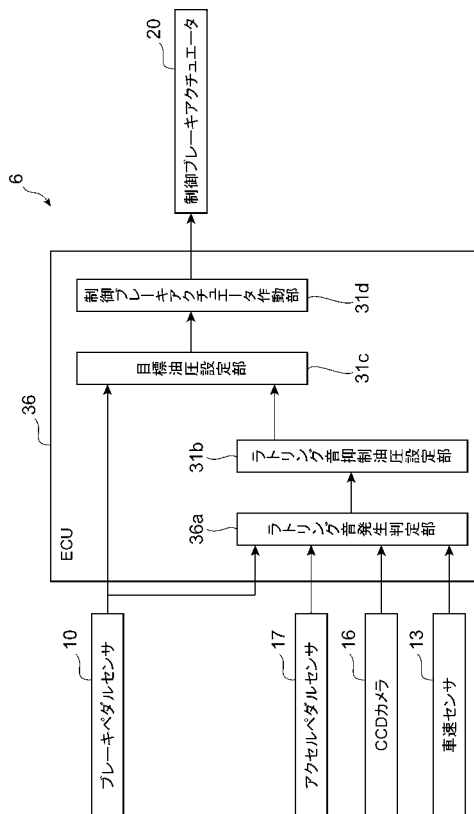 6
36
ECU
10
ブレーキペダルセンサ
17
アクセルペダルセンサ
16
CCDカメラ
13
車速センサ
36a
ラトリング音発生判定部
31b
ラトリング音抑制油圧設定部
目標油圧設定部
31c
制御ブレーキアクチュエータ作動部
31d
20
制御ブレーキアクチュエータ